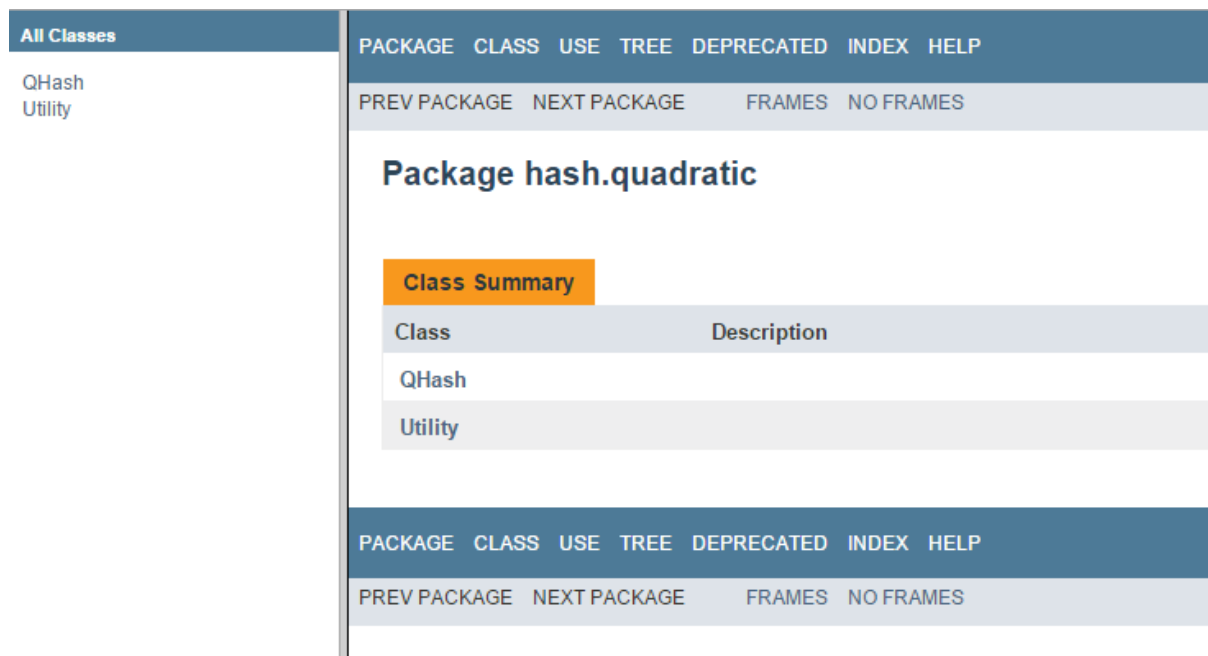 All Classes
QHash
Utility
PACKAGE CLASS USE TREE DEPRECATED INDEX HELP
PREV PACKAGE NEXT PACKAGE FRAMES NO FRAMES
Package hash.quadratic
Class Summary
Class Description
QHash
Utility
PACKAGE CLASS USE TREE DEPRECATED INDEX HELP
PREV PACKAGE NEXT PACKAGE FRAMES NO FRAMES